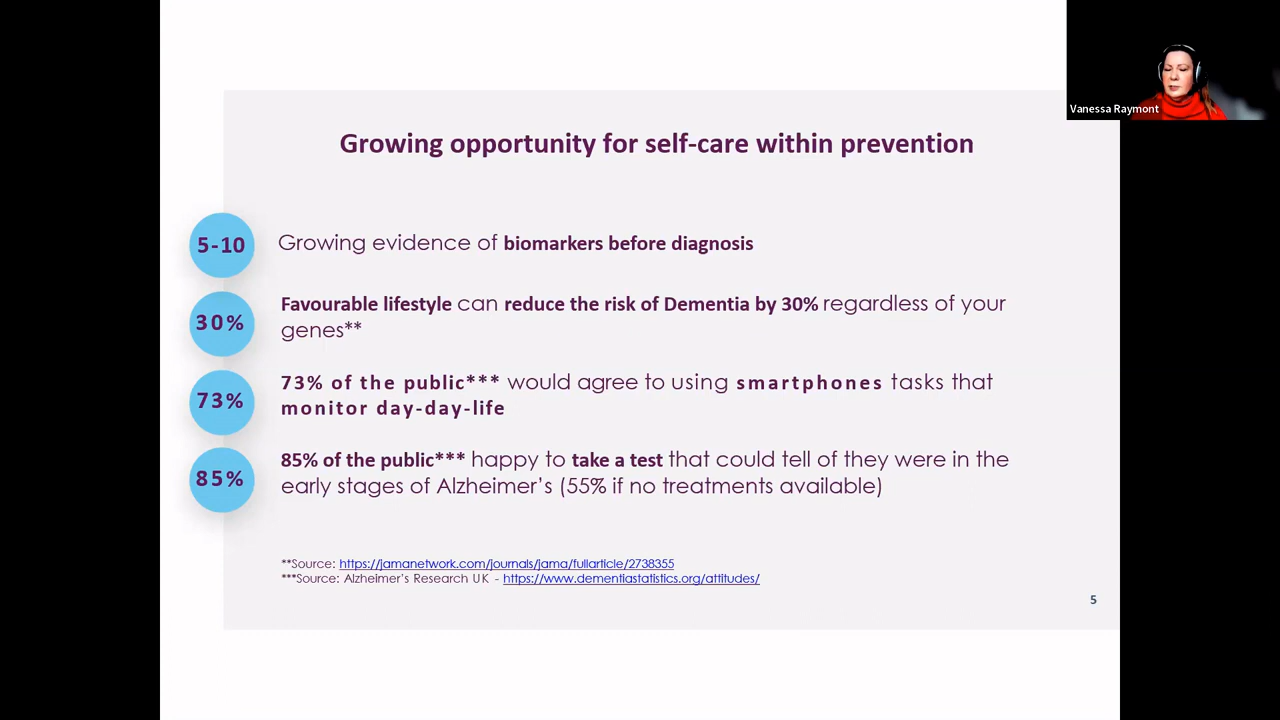 Vanessa Raymont
Growing opportunity for self-care within prevention
5-10
Growing evidence of biomarkers before diagnosis
30%
Favourable lifestyle can reduce the risk of Dementia by 30% regardless of your
genes**
73%
73% of the public*** would agree to using smartphones tasks that
monitor day-day-life
85%
85% of the public*** happy to take a test that could tell of they were in the
early stages of Alzheimer's (55% if no treatments available)
**Source: https://jamanetwork.com/journals/jama/fullarticle/2738355
***Source: Alzheimer's Research UK - https://www.dementiastatistics.org/attitudes/
5